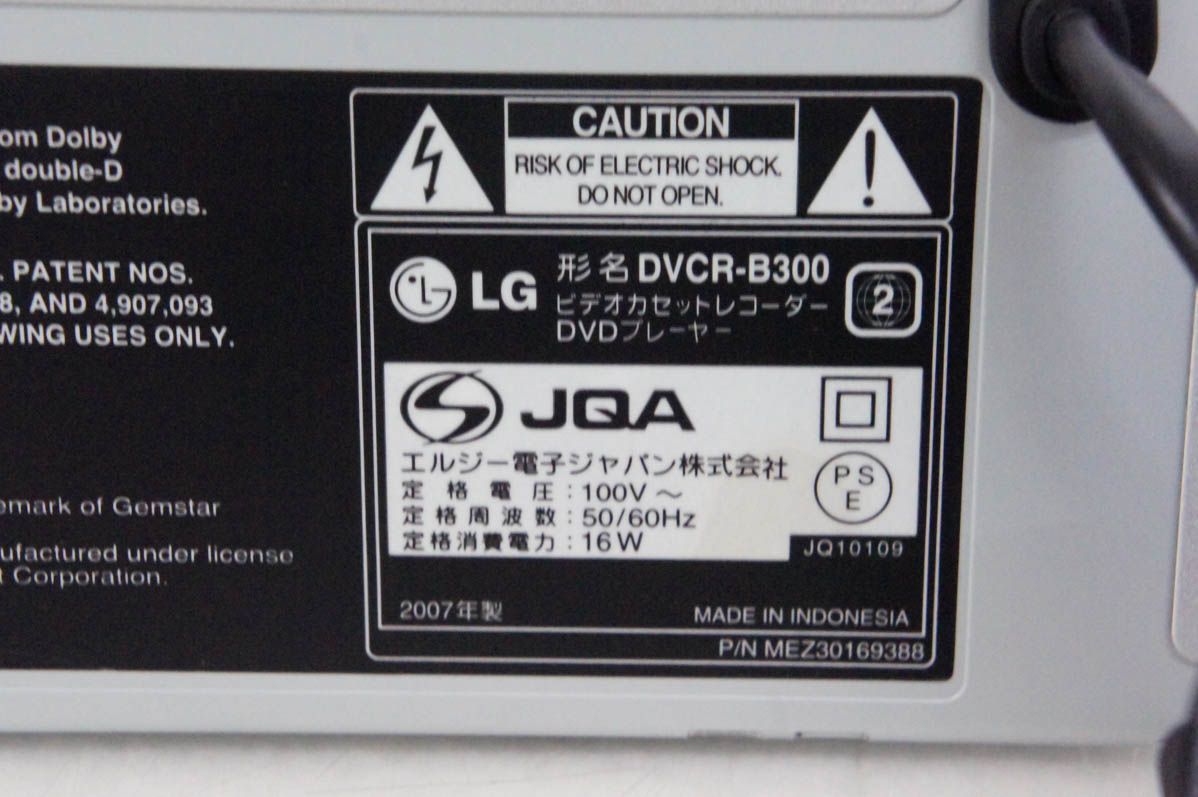 om Dolby
double-D
by Laboratories.
. PATENT NOS.
8, AND 4,907,093
WING USES ONLY.
emark of Gemstar
ufactured under license
t Corporation.
CAUTION
RISK OF ELECTRIC SHOCK.
DO NOT OPEN.
LG 形名 DVCR-B300
ビデオカセットレコーダー
DVDプレーヤー
2
JQA
エルジー電子ジャパン株式会社
定格電圧:100V～
定格周波数:50/60Hz
定格消費電力:16W
PS
E
JQ10109
2007年製
MADE IN INDONESIA
P/N MEZ30169388